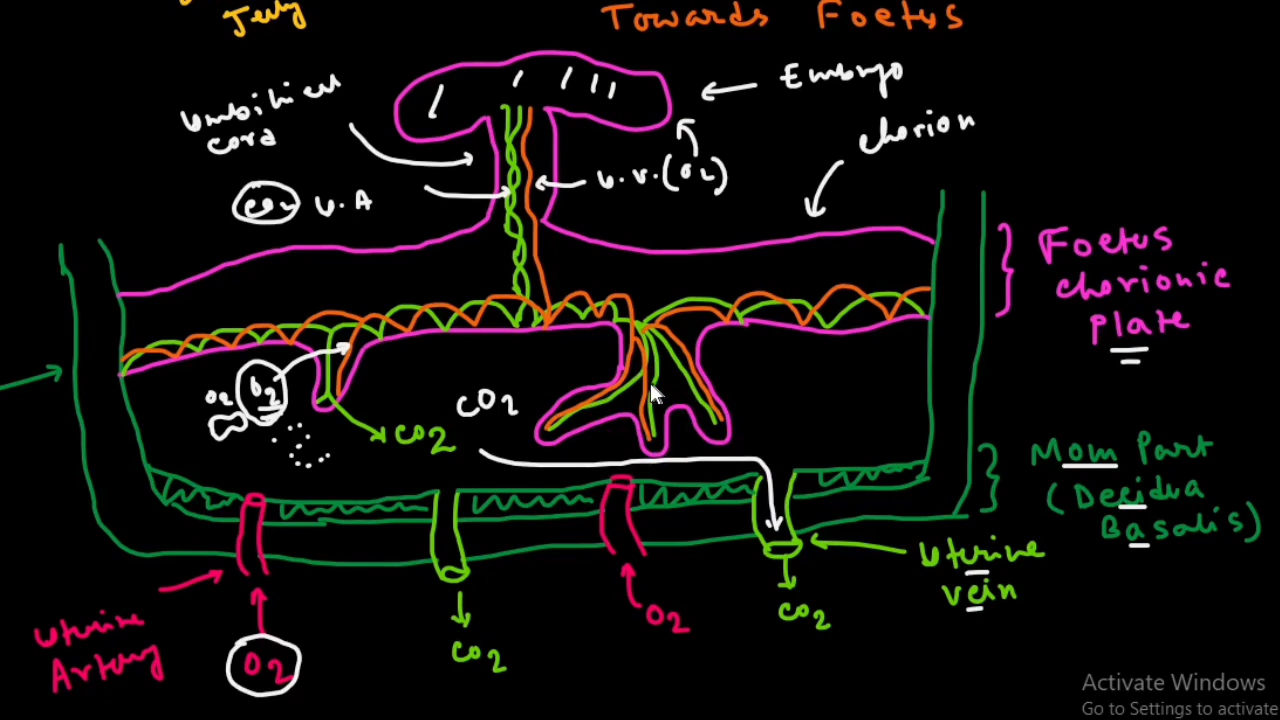 Jelly
Towards Foetus
Umbilical
cord
Embryo
chorion
U.V.(O2)
CO2 U.A
Foetus
chorionic
plate
O2
O2
CO2
CO2
Mom Part
(Decidua
Basalis)
Uterine
vein
CO2
O2
CO2
Uterine
Artery
O2
Activate Windows
Go to Settings to activate